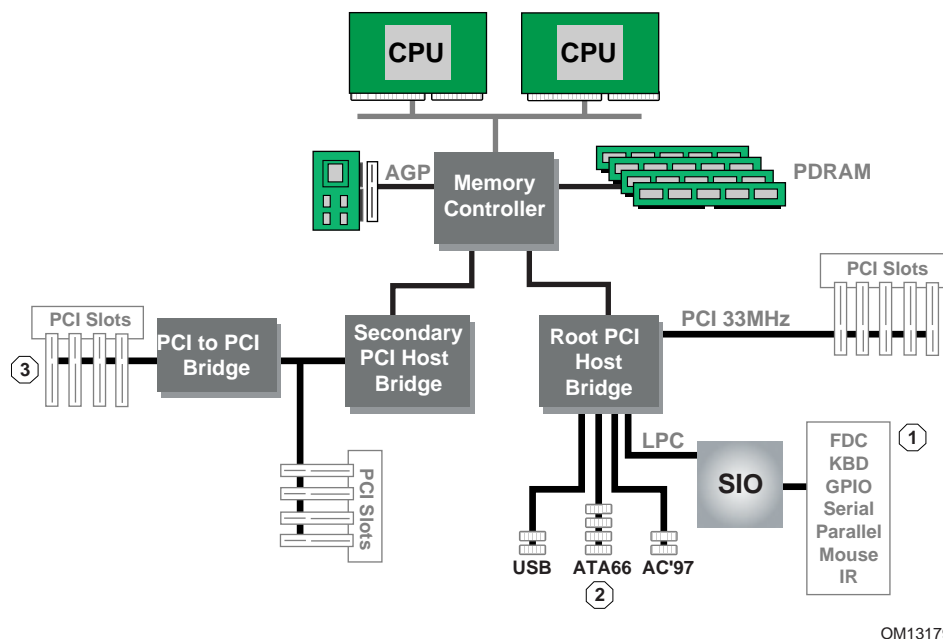 CPU
CPU
AGP
Memory
Controller
PDRAM
PCI Slots
PCI Slots
PCI to PCI
Bridge
Secondary
PCI Host
Bridge
Root PCI
Host
Bridge
PCI 33MHz
3
PCI Slots
LPC
SIO
FDC
KBD
GPIO
Serial
Parallel
Mouse
IR
1
USB
ATA66
AC'97
2